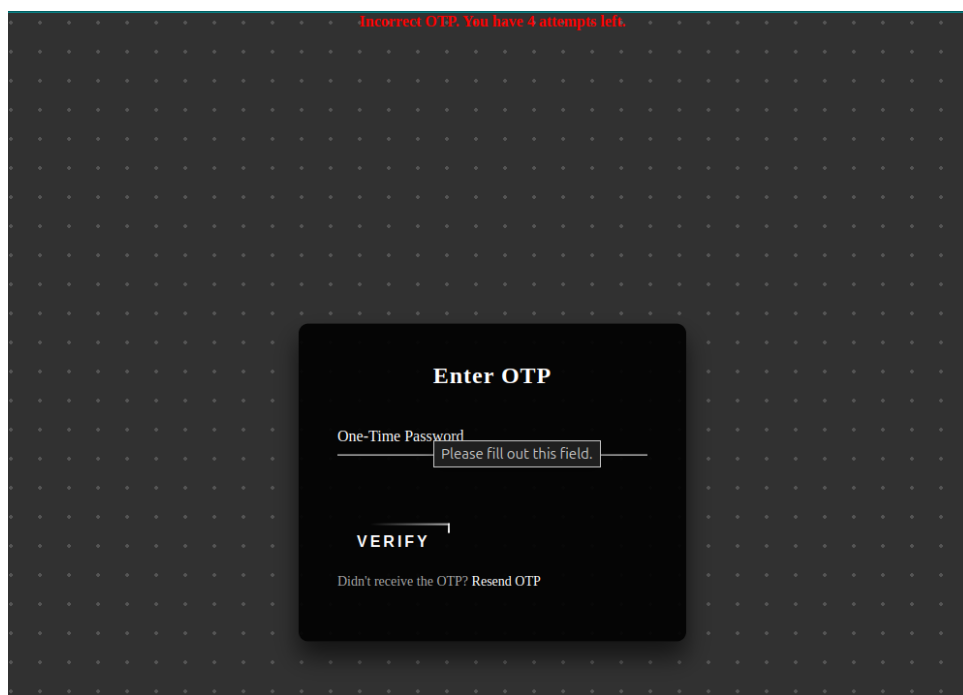 Incorrect OTP. You have 4 attempts left.
Enter OTP
One-Time Password
Please fill out this field.
VERIFY
Didn't receive the OTP? Resend OTP